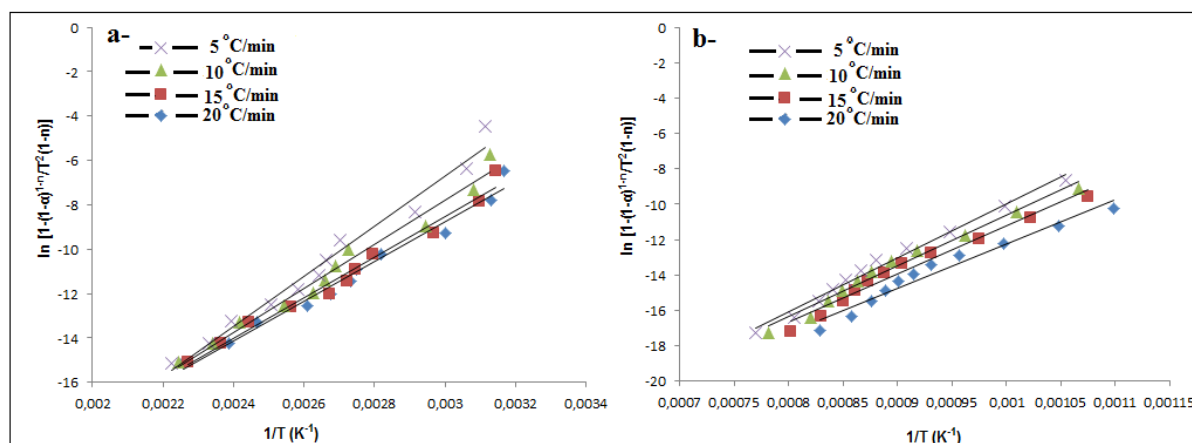 a-
5 °C/min
10 °C/min
15 °C/min
20 °C/min
0
-2
-4
-6
-8
-10
-12
-14
-16
0,002
0,0022
0,0024
0,0026
0,0028
0,003
0,0032
0,0034
ln [1-(1-α)^1-n/T^2(1-n)
1/T (K^-1)
b-
5 °C/min
10 °C/min
15 °C/min
20 °C/min
0
-2
-4
-6
-8
-10
-12
-14
-16
-18
-20
0,0007
0,00075
0,0008
0,00085
0,0009
0,00095
0,001
0,00105
0,0011
0,00115
ln [1-(1-α)^1-n/T^2(1-n)
1/T (K^-1)